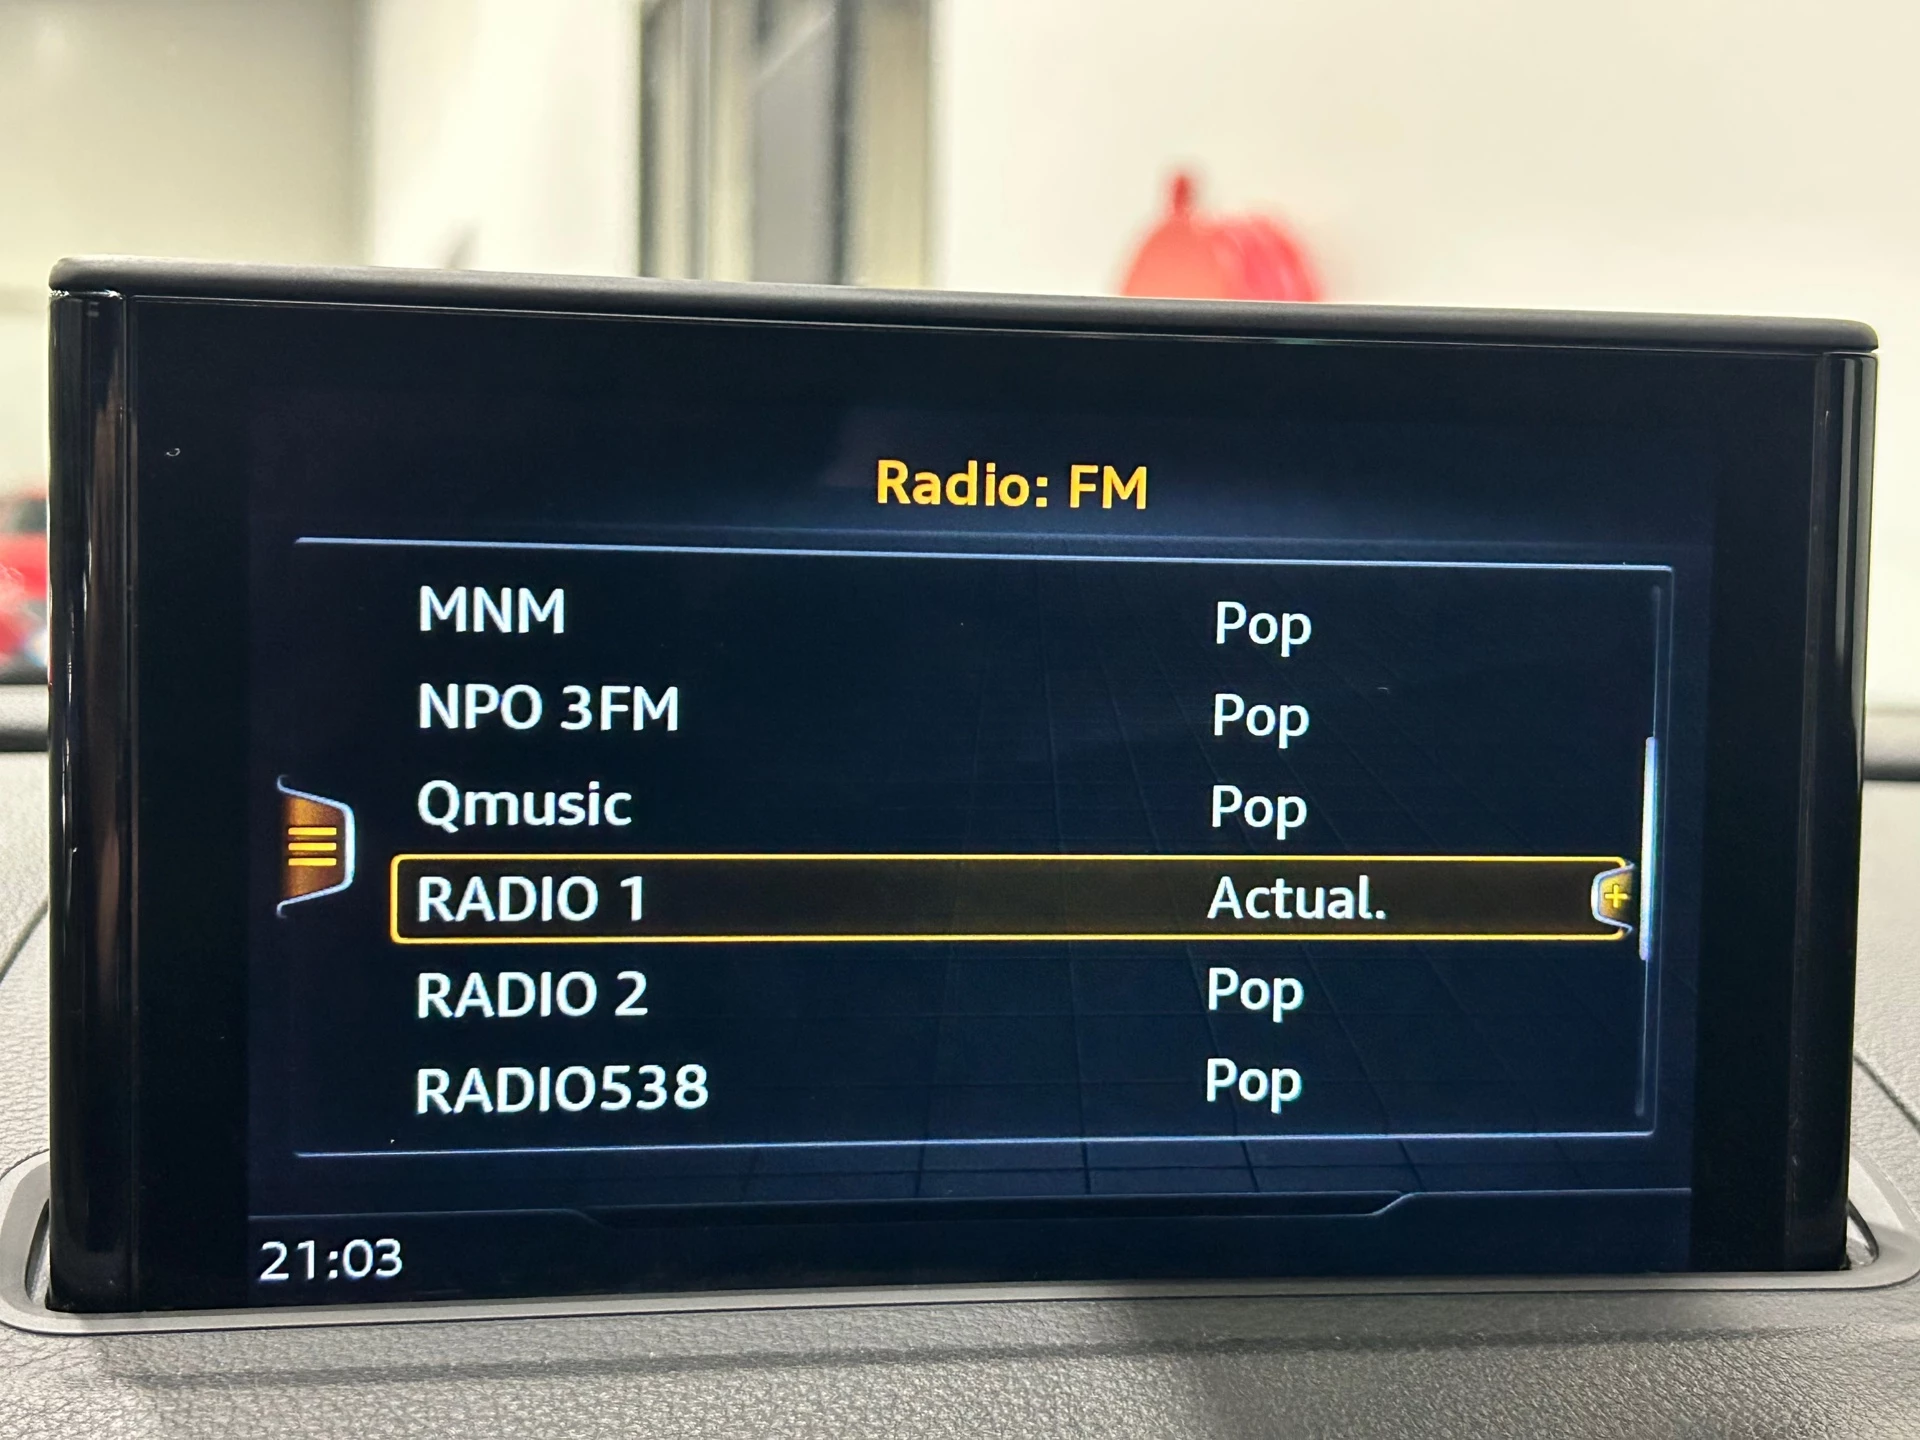 Radio: FM
MNM Pop
NPO 3FM Pop
Qmusic Pop
RADIO 1 Actual.
RADIO 2 Pop
RADIO538 Pop
21:03